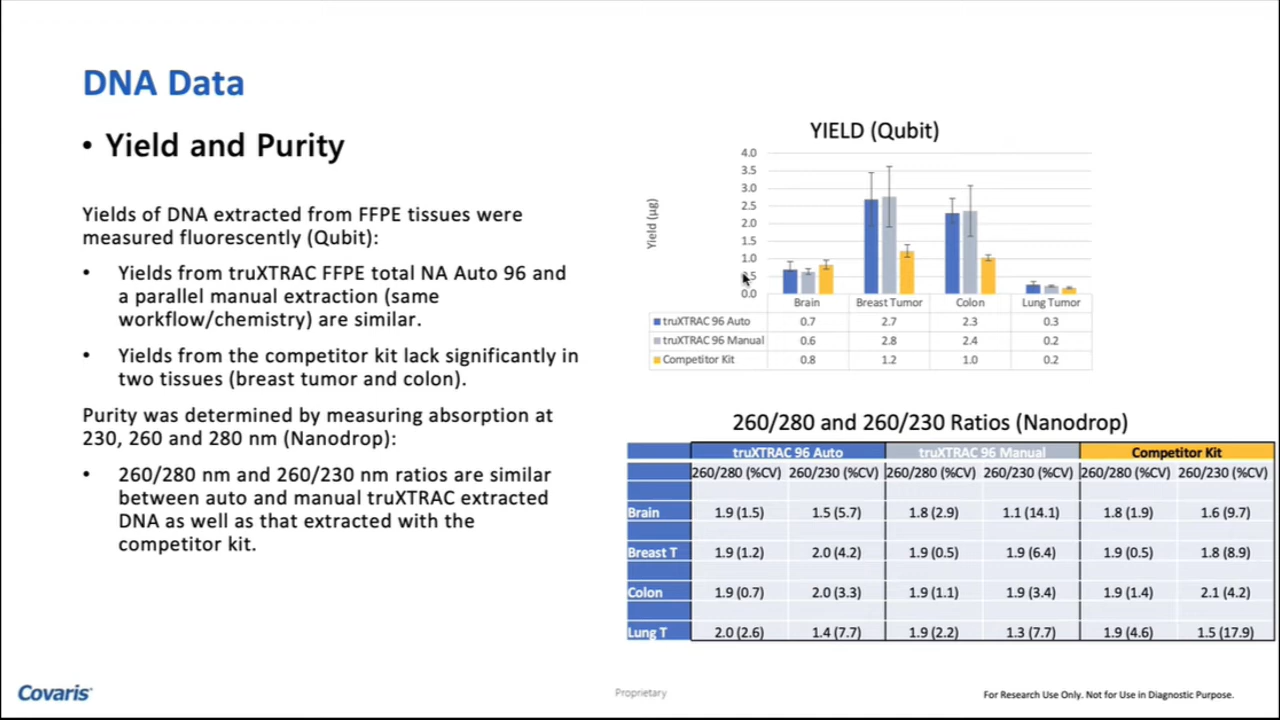 DNA Data
• Yield and Purity
Yields of DNA extracted from FFPE tissues were
measured fluorescently (Qubit):
• Yields from truXTRAC FFPE total NA Auto 96 and
a parallel manual extraction (same
workflow/chemistry) are similar.
• Yields from the competitor kit lack significantly in
two tissues (breast tumor and colon).
Purity was determined by measuring absorption at
230, 260 and 280 nm (Nanodrop):
• 260/280 nm and 260/230 nm ratios are similar
between auto and manual truXTRAC extracted
DNA as well as that extracted with the
competitor kit.
YIELD (Qubit)
Yield (µg)
4.0
3.5
3.0
2.5
2.0
1.5
1.0
0.0
Brain Breast Tumor Colon Lung Tumor
truXTRAC 96 Auto 0.7 2.7 2.3 0.3
truXTRAC 96 Manual 0.6 2.8 2.4 0.2
Competitor Kit 0.8 1.2 1.0 0.2
260/280 and 260/230 Ratios (Nanodrop)
truXTRAC 96 Auto truXTRAC 96 Manual Competitor Kit
260/280 (%CV) 260/230 (%CV) 260/280 (%CV) 260/230 (%CV) 260/280 (%CV) 260/230 (%CV)
Brain 1.9 (1.5) 1.5 (5.7) 1.8 (2.9) 1.1 (14.1) 1.8 (1.9) 1.6 (9.7)
Breast T 1.9 (1.2) 2.0 (4.2) 1.9 (0.5) 1.9 (6.4) 1.9 (0.5) 1.8 (8.9)
Colon 1.9 (0.7) 2.0 (3.3) 1.9 (1.1) 1.9 (3.4) 1.9 (1.4) 2.1 (4.2)
Lung T 2.0 (2.6) 1.4 (7.7) 1.9 (2.2) 1.3 (7.7) 1.9 (4.6) 1.5 (17.9)
Covaris
Proprietary
For Research Use Only. Not for Use in Diagnostic Purpose.